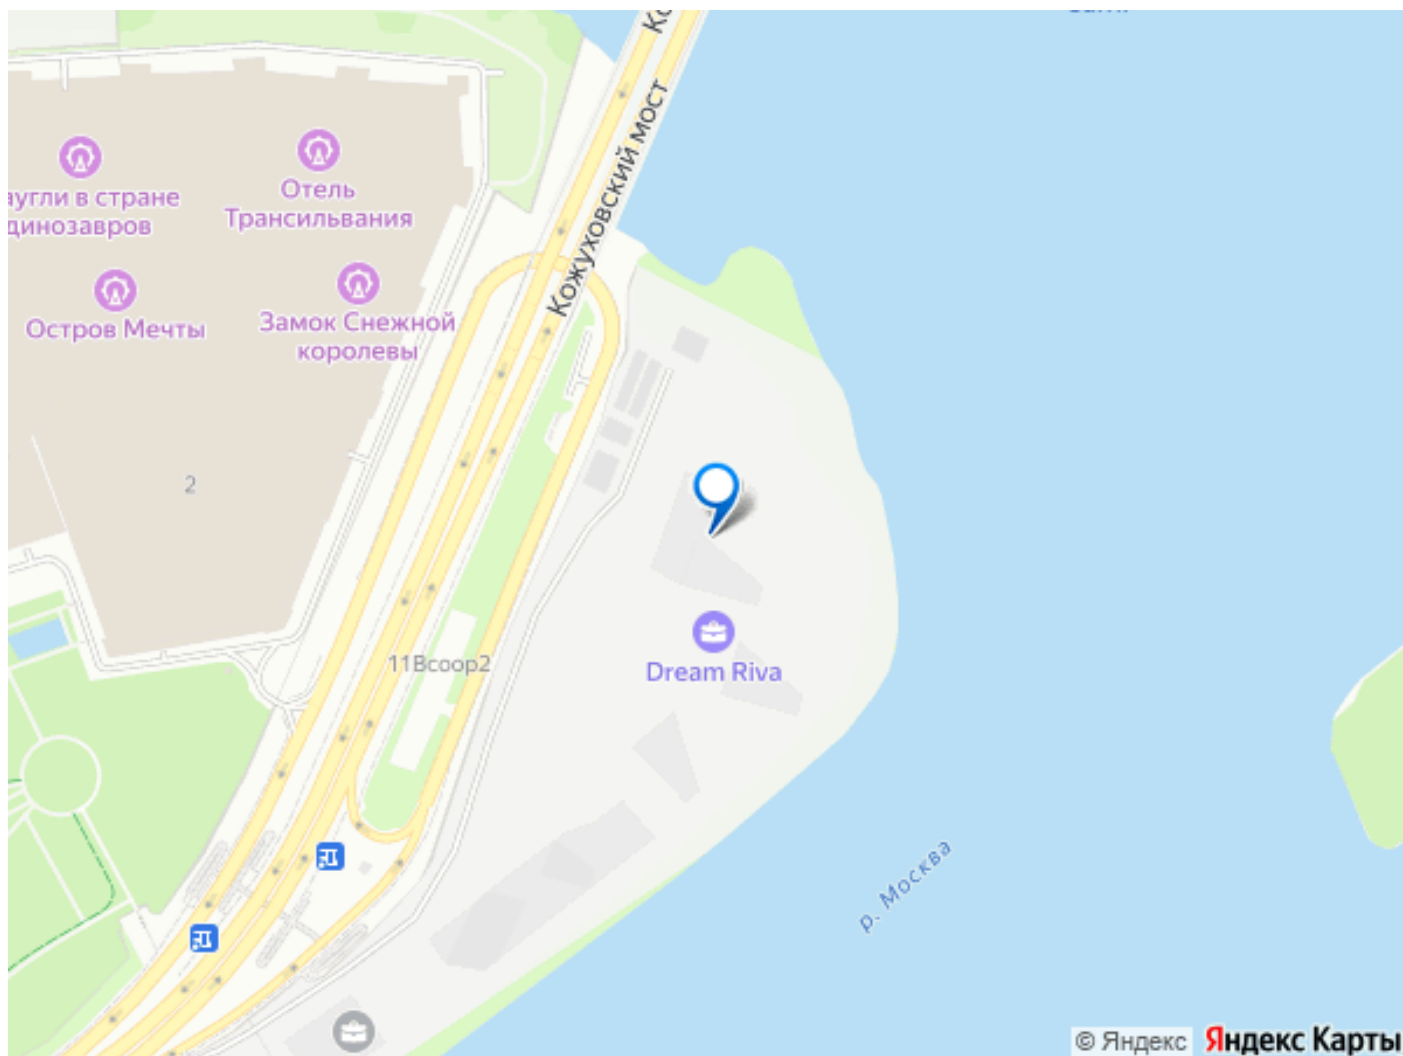 Кожуховский мост
аугли в стране
динозавров
Отель
Трансильвания
Остров Мечты
Замок Снежной
королевы
2
11Всоор2
Dream Riva
р. Москва
© Яндекс
Яндекс Карты